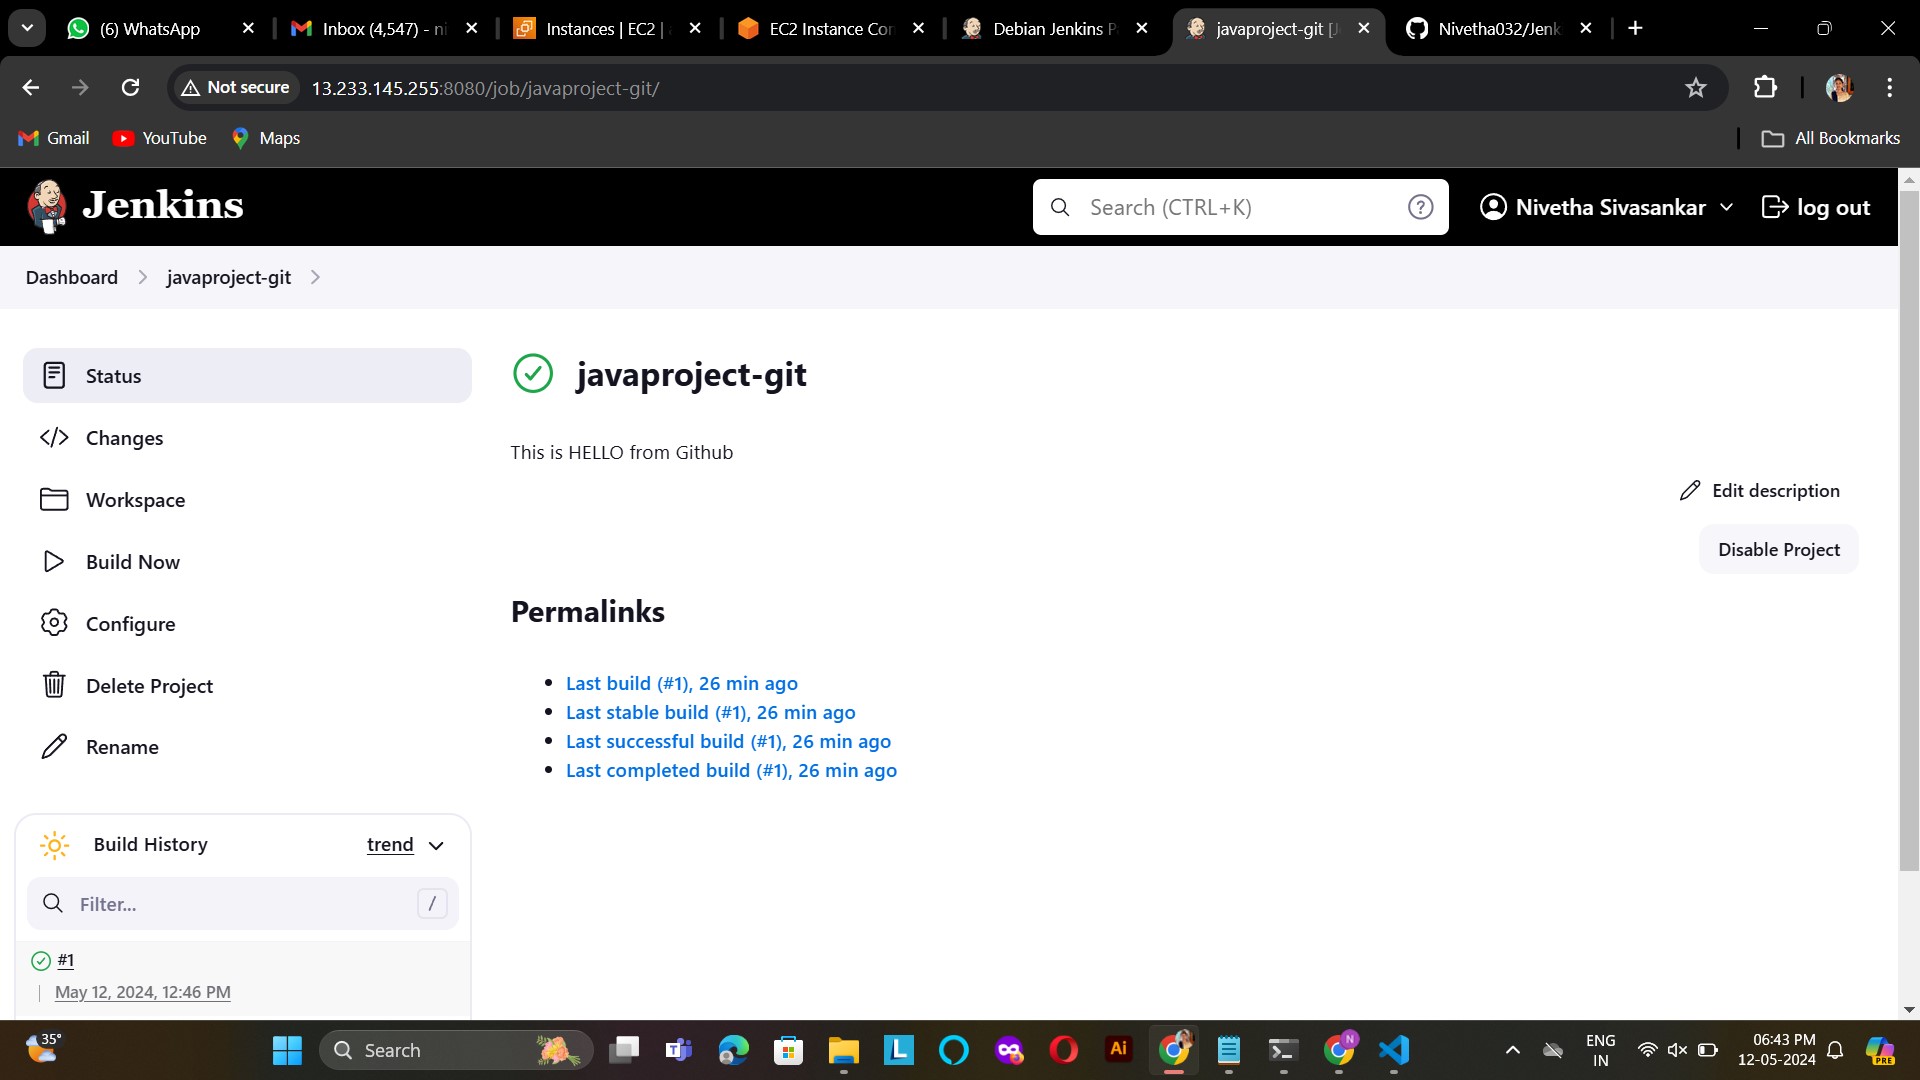 (6) WhatsApp
Inbox (4,547) - ni
Instances | EC2 |
EC2 Instance Con
Debian Jenkins P
javaproject-git [J
Nivetha032/Jenk
Not secure
13.233.145.255:8080/job/javaproject-git/
Gmail
YouTube
Maps
All Bookmarks
Jenkins
Search (CTRL+K)
?
Nivetha Sivasankar
log out
Dashboard
javaproject-git
Status
Changes
Workspace
Build Now
Configure
Delete Project
Rename
Build History
trend
Filter...
/
#1
May 12, 2024, 12:46 PM
javaproject-git
This is HELLO from Github
Edit description
Disable Project
Permalinks
Last build (#1), 26 min ago
Last stable build (#1), 26 min ago
Last successful build (#1), 26 min ago
Last completed build (#1), 26 min ago
35°
Search
L
Ai
N
ENG
IN
06:43 PM
12-05-2024
PRE